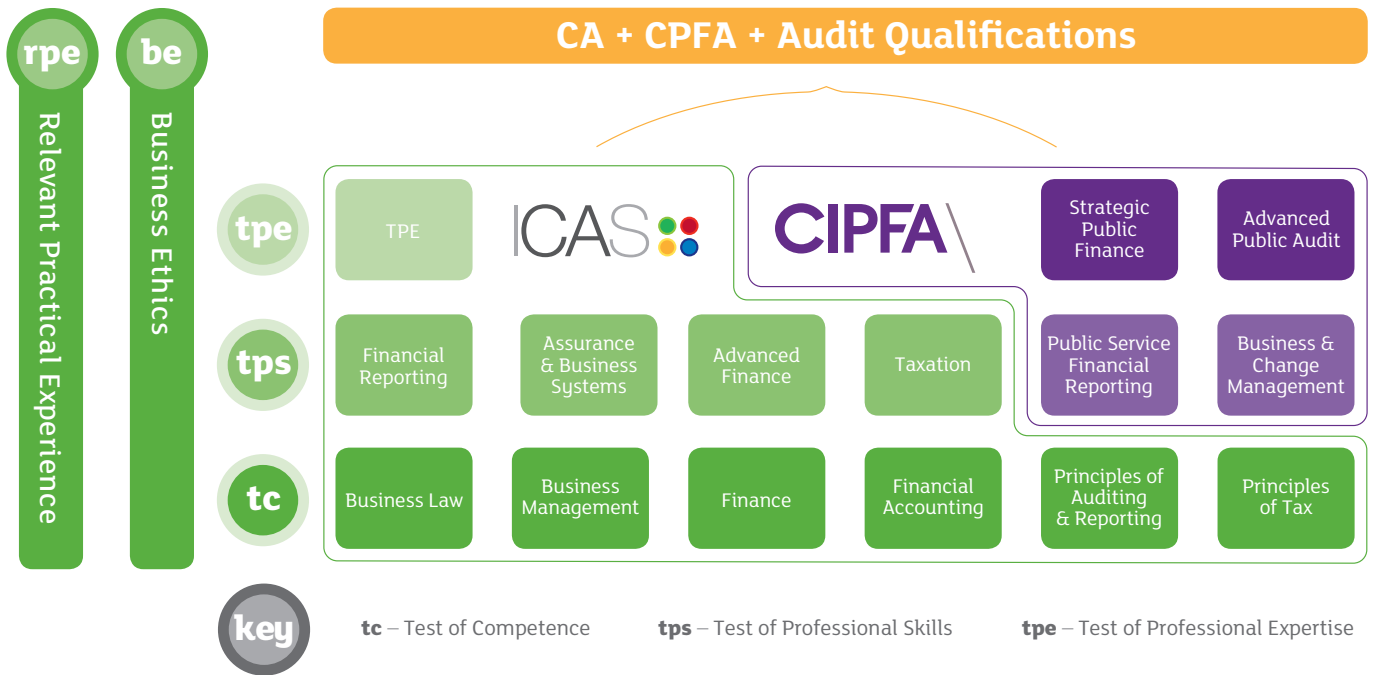 rpe
Relevant Practical Experience
be
Business Ethics
CA + CPFA + Audit Qualifications
tpe
TPE
ICAS
CIPFA
Strategic
Public
Finance
Advanced
Public Audit
tps
Financial
Reporting
Assurance
& Business
Systems
Advanced
Finance
Taxation
Public Service
Financial
Reporting
Business &
Change
Management
tc
Business Law
Business
Management
Finance
Financial
Accounting
Principles of
Auditing
& Reporting
Principles
of Tax
key
tc – Test of Competence
tps – Test of Professional Skills
tpe – Test of Professional Expertise